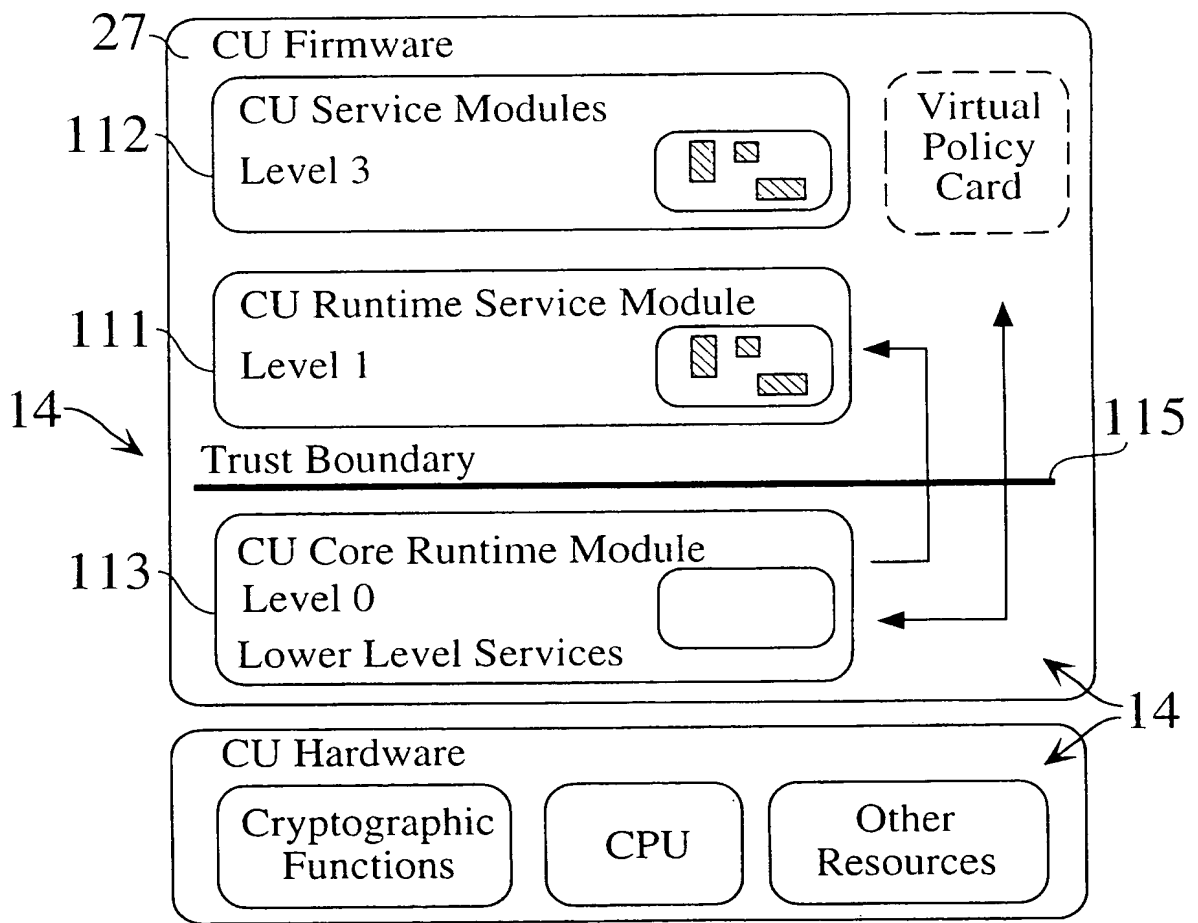 27
CU Firmware
CU Service Modules
112
Level 3
Virtual
Policy
Card
CU Runtime Service Module
111
Level 1
14
115
Trust Boundary
CU Core Runtime Module
113
Level 0
Lower Level Services
14
CU Hardware
Cryptographic
Functions
CPU
Other
Resources